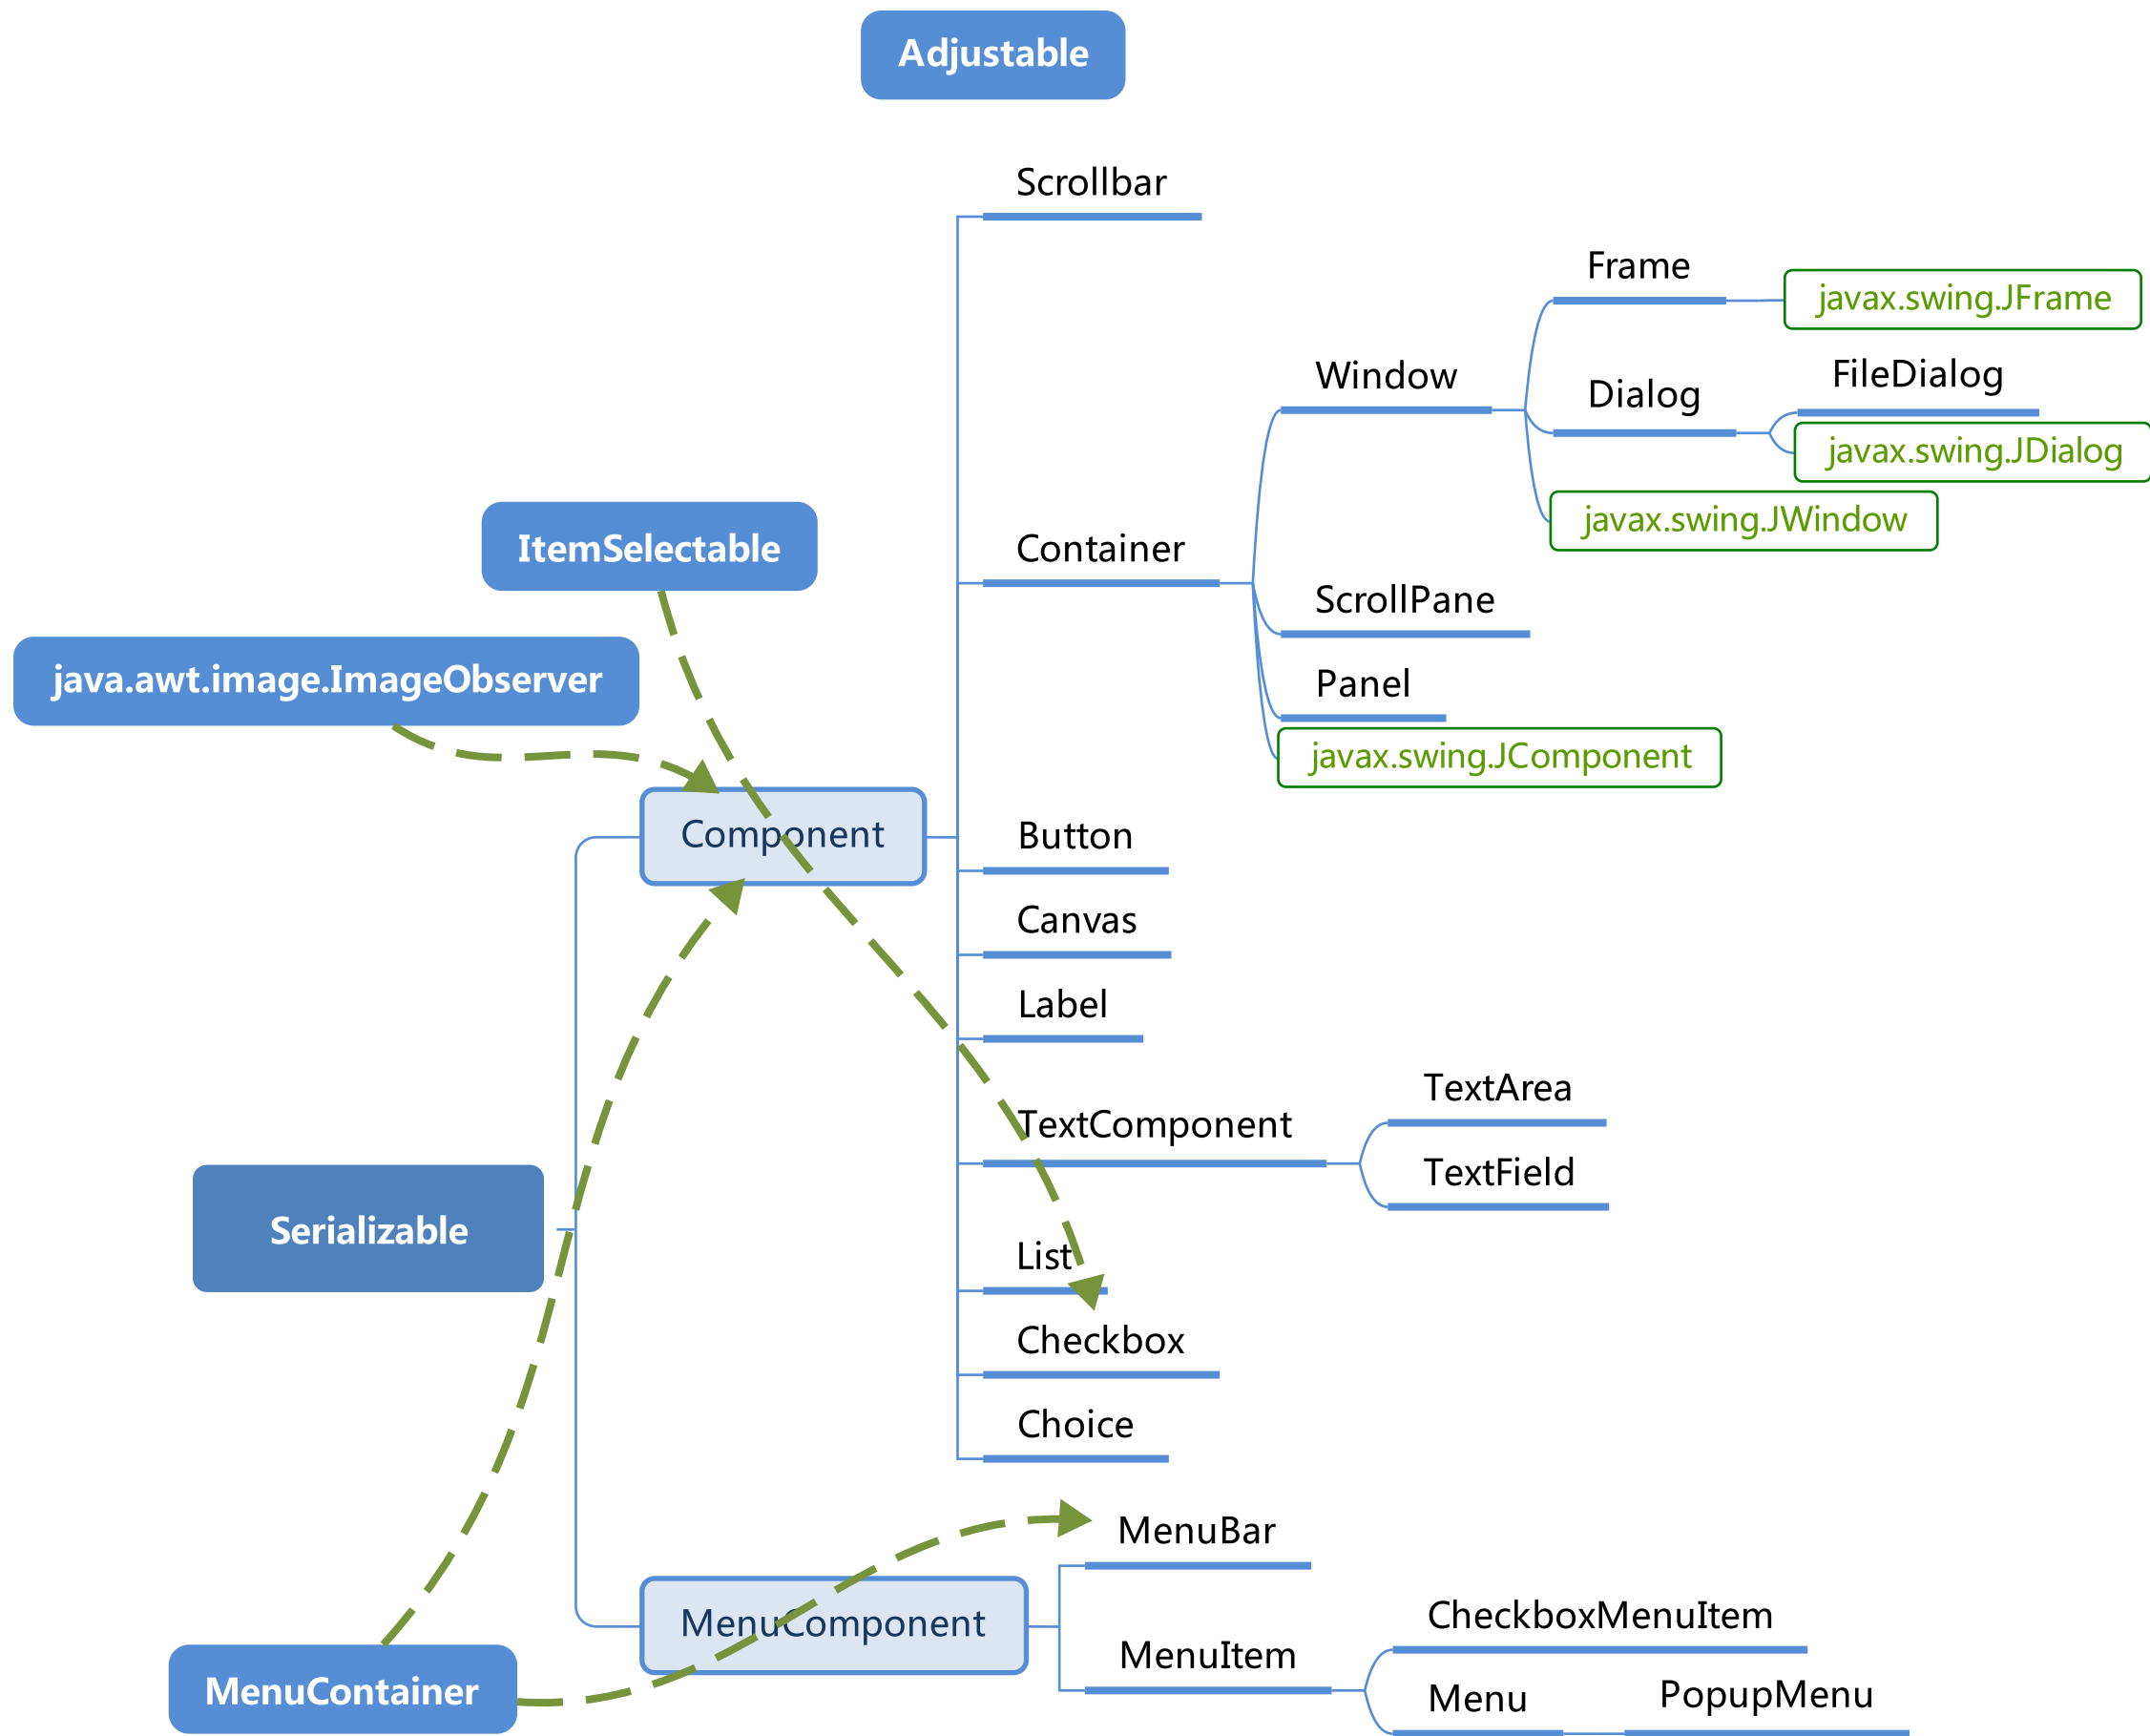 Adjustable
Scrollbar
Frame
javax.swing.JFrame
Window
Dialog
FileDialog
javax.swing.JDialog
javax.swing.JWindow
ItemSelectable
Container
ScrollPane
java.awt.image.ImageObserver
Panel
javax.swing.JComponent
Component
Button
Canvas
Label
TextComponent
TextArea
TextField
Serializable
List
Checkbox
Choice
MenuBar
MenuComponent
CheckboxMenuItem
MenuItem
MenuContainer
Menu
PopupMenu